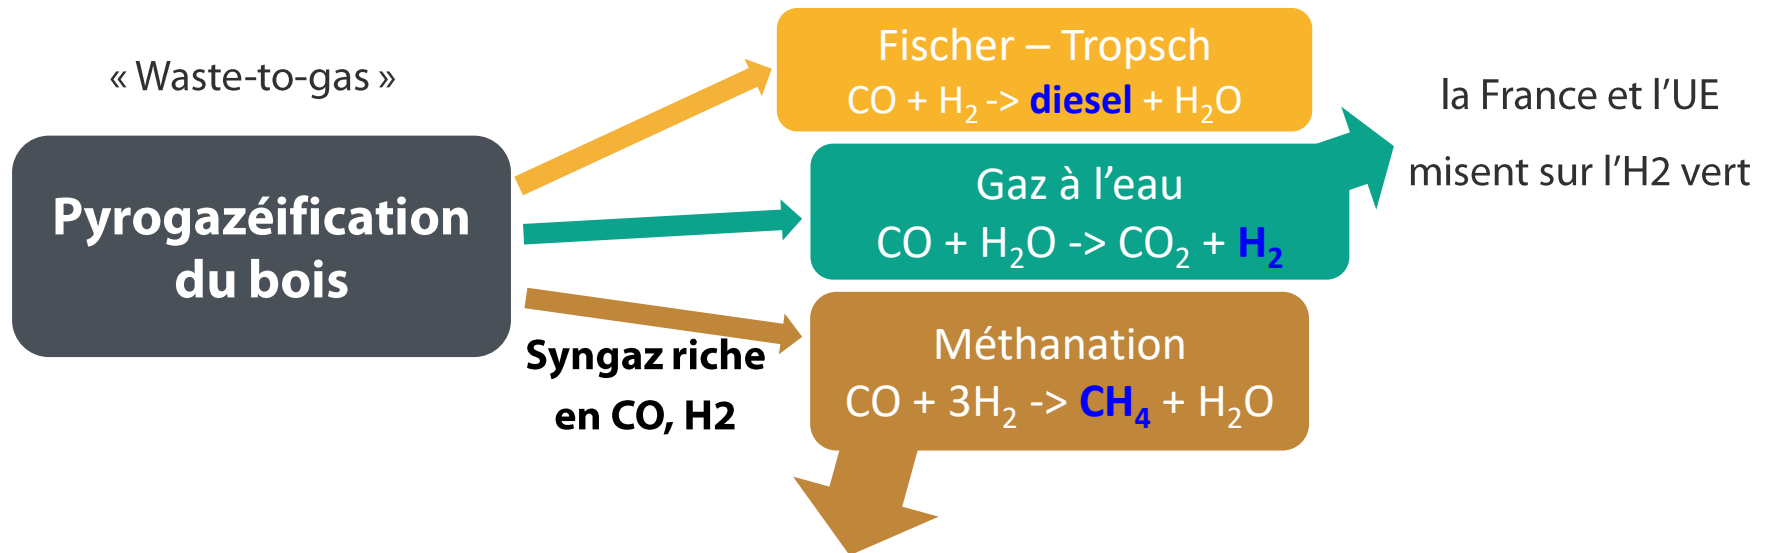 « Waste-to-gas »
Pyrogazéification
du bois
Syngaz riche
en CO, H2
Fischer – Tropsch
CO + H₂ -> diesel + H₂O
Gaz à l’eau
CO + H₂O -> CO₂ + H₂
Méthanation
CO + 3H₂ -> CH₄ + H₂O
la France et l’UE
misent sur l’H2 vert